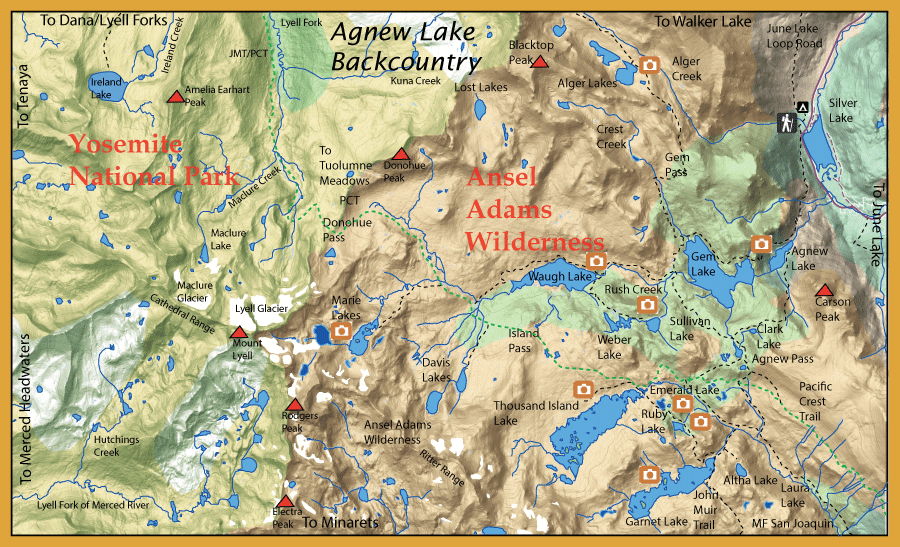 To Dana/Lyell Forks
Ireland Creek
Lyell Fork
Agnew Lake
Backcountry
To Walker Lake
June Lake
Loop Road
JMT/PCT
Blacktop
Peak
Kuna Creek
Alger
Creek
Alger Lakes
Lost Lakes
To Tenaya
Ireland
Lake
Amelia Earhart
Peak
Silver
Lake
Crest
Creek
Yosemite
National Park
To
Tuolumne
Meadows
Donohue
Peak
Gem
Pass
Ansel
Adams
Wilderness
Maclure Creek
PCT
Donohue
Pass
To June Lake
Maclure
Lake
Gem
Lake
Agnew
Lake
Waugh Lake
Rush Creek
Maclure
Glacier
Cathedral Range
Lyell Glacier
Marie
Lakes
Carson
Peak
Mount
Lyell
Island
Pass
Weber
Lake
Sullivan
Lake
Clark
Lake
Agnew Pass
To Merced Headwaters
Davis
Lakes
Emerald Lake
Pacific
Crest
Trail
Thousand Island
Lake
Ruby
Lake
Rodgers
Peak
Ansel Adams
Wilderness
Ritter Range
Hutchings
Creek
Altha Lake
Laura
Lake
Lyell Fork of Merced River
Electra
Peak
To Minarets
Garnet Lake
John
Muir
Trail
MF San Joaquin